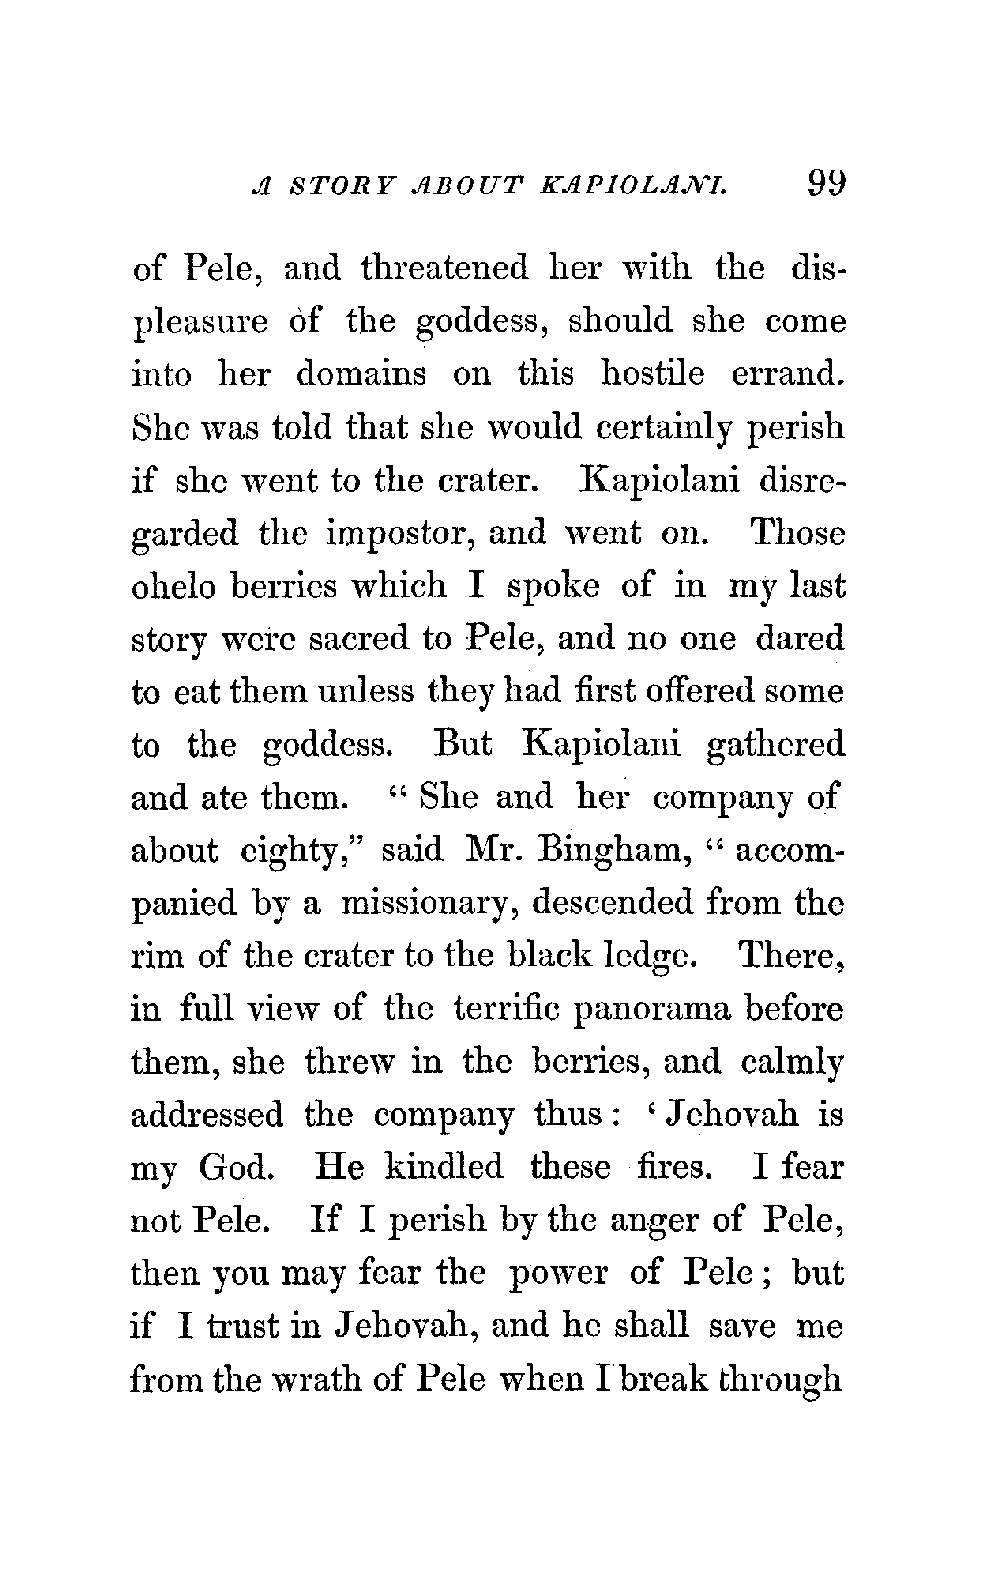 A STORY ABOUT KAPIOLANI. 99
of Pele, and threatened her with the dis-
pleasure of the goddess, should she come
into her domains on this hostile errand.
She was told that she would certainly perish
if she went to the crater. Kapiolani disre-
garded the impostor, and went on. Those
ohelo berries which I spoke of in my last
story were sacred to Pele, and no one dared
to eat them unless they had first offered some
to the goddess. But Kapiolani gathered
and ate them. “ She and her company of
about eighty,” said Mr. Bingham, “ accom-
panied by a missionary, descended from the
rim of the crater to the black ledge. There,
in full view of the terrific panorama before
them, she threw in the berries, and calmly
addressed the company thus : ‘ Jehovah is
my God. He kindled these fires. I fear
not Pele. If I perish by the anger of Pele,
then you may fear the power of Pele ; but
if I trust in Jehovah, and he shall save me
from the wrath of Pele when I break through